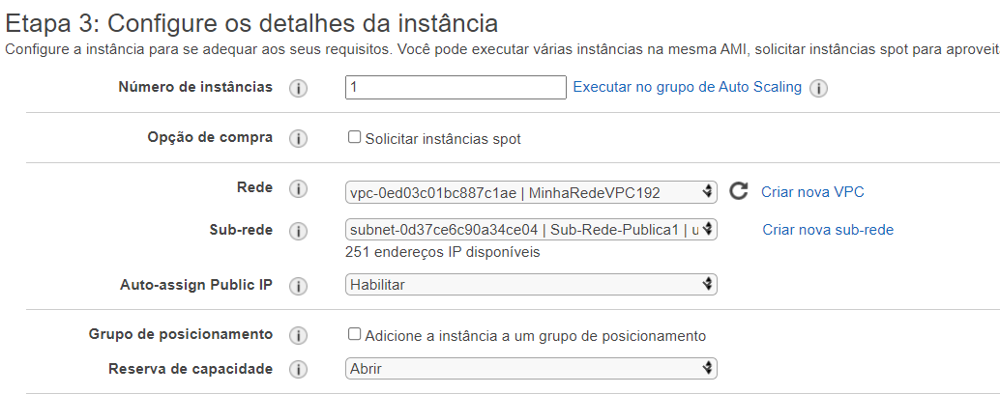 Etapa 3: Configure os detalhes da instância
Configure a instância para se adequar aos seus requisitos. Você pode executar várias instâncias na mesma AMI, solicitar instâncias spot para aproveit
Número de instâncias i 1 Executar no grupo de Auto Scaling i
Opção de compra i Solicitar instâncias spot
Rede i vpc-0ed03c01bc887c1ae | MinhaRedeVPC192 Criar nova VPC
Sub-rede i subnet-0d37ce6c90a34ce04 | Sub-Rede-Publica1 | u Criar nova sub-rede
251 endereços IP disponíveis
Auto-assign Public IP i Habilitar
Grupo de posicionamento i Adicione a instância a um grupo de posicionamento
Reserva de capacidade i Abrir